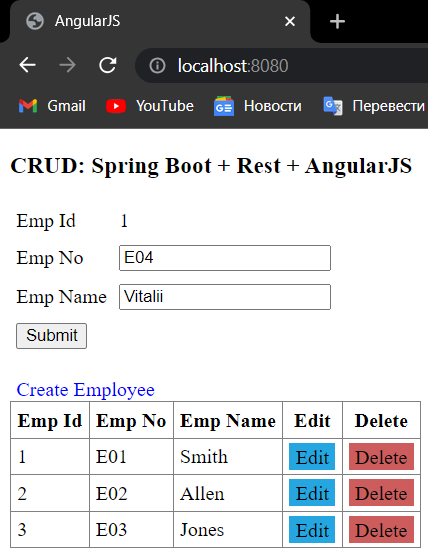 AngularJS
localhost:8080
Gmail YouTube Новости Перевести
CRUD: Spring Boot + Rest + AngularJS
Emp Id 1
Emp No E04
Emp Name Vitalii
Submit
Create Employee
Emp Id Emp No Emp Name Edit Delete
1 E01 Smith Edit Delete
2 E02 Allen Edit Delete
3 E03 Jones Edit Delete